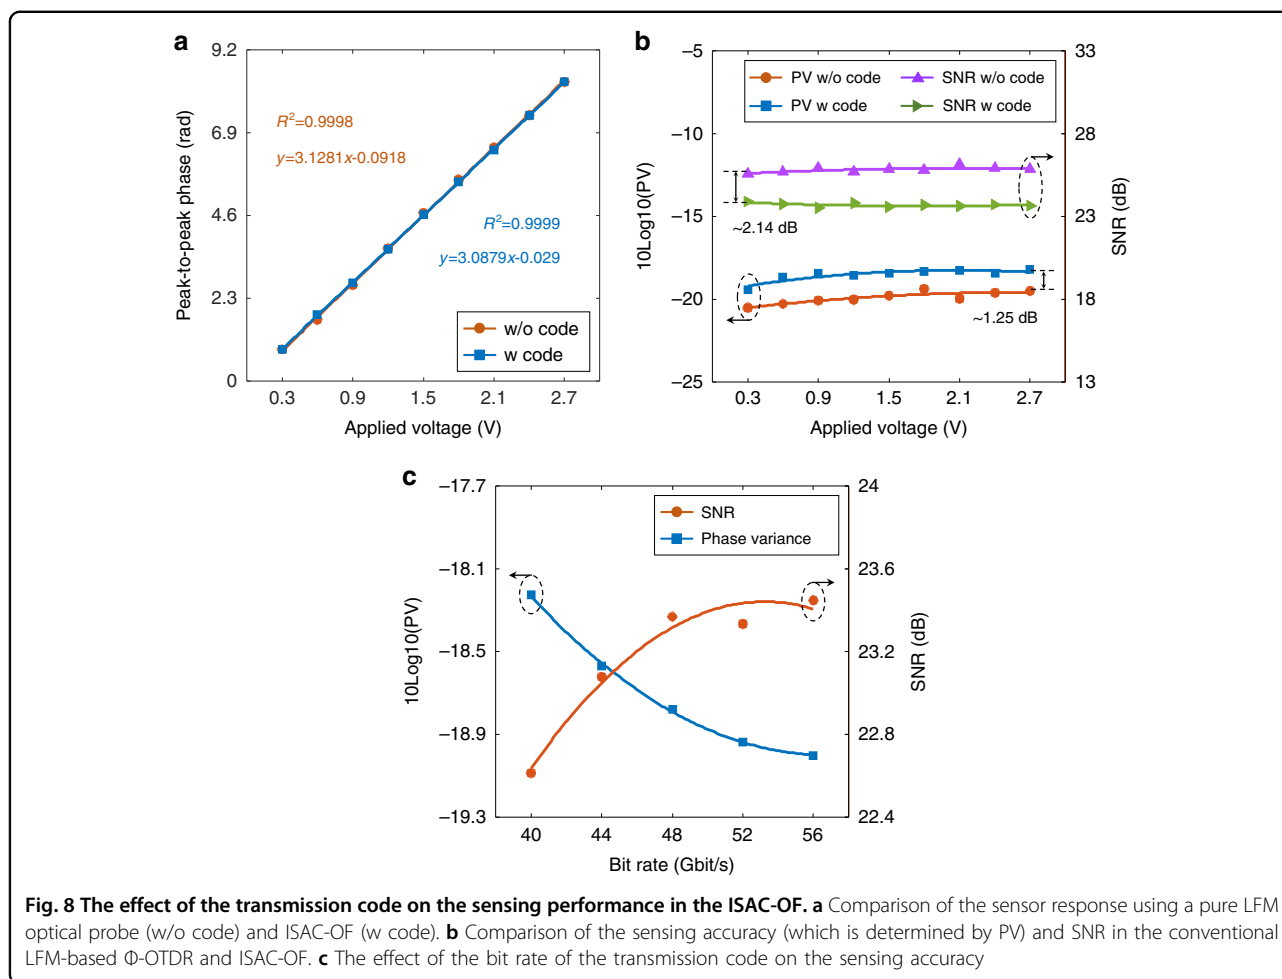 a
9.2
6.9
4.6
2.3
0
Peak-to-peak phase (rad)
R²=0.9998
y=3.1281x-0.0918
R²=0.9999
y=3.0879x-0.029
w/o code
w code
0.3 0.9 1.5 2.1 2.7
Applied voltage (V)
b
–5
–10
–15
–20
–25
10Log10(PV)
PV w/o code
PV w code
SNR w/o code
SNR w code
~2.14 dB
~1.25 dB
33
28
23
18
13
SNR (dB)
0.3 0.9 1.5 2.1 2.7
Applied voltage (V)
c
–17.7
–18.1
–18.5
–18.9
–19.3
10Log10(PV)
SNR
Phase variance
24
23.6
23.2
22.8
22.4
SNR (dB)
40 44 48 52 56
Bit rate (Gbit/s)
Fig. 8 The effect of the transmission code on the sensing performance in the ISAC-OF. a Comparison of the sensor response using a pure LFM
optical probe (w/o code) and ISAC-OF (w code). b Comparison of the sensing accuracy (which is determined by PV) and SNR in the conventional
LFM-based Φ-OTDR and ISAC-OF. c The effect of the bit rate of the transmission code on the sensing accuracy